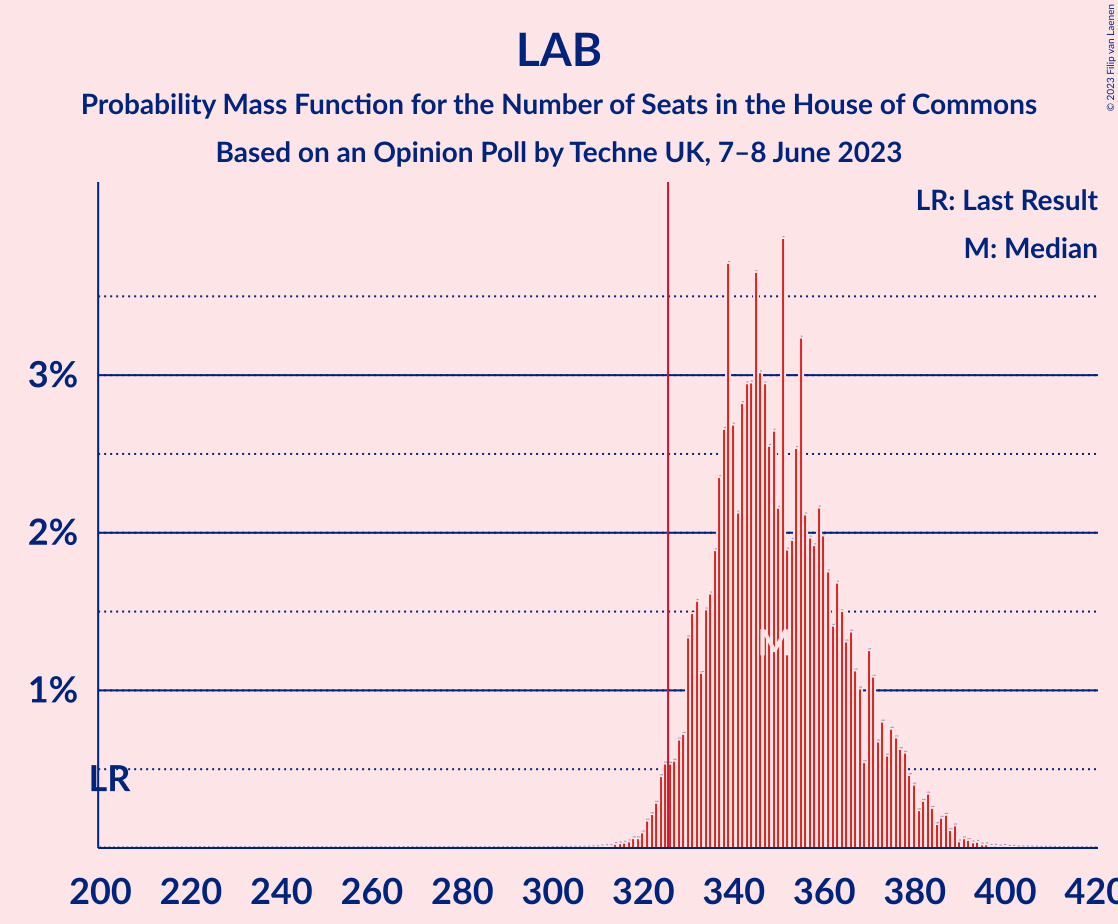 LAB
Probability Mass Function for the Number of Seats in the House of Commons
Based on an Opinion Poll by Techne UK, 7–8 June 2023
© 2023 Filip van Laenen
LR: Last Result
M: Median
3%
2%
1%
M
LR
200 220 240 260 280 300 320 340 360 380 400 420